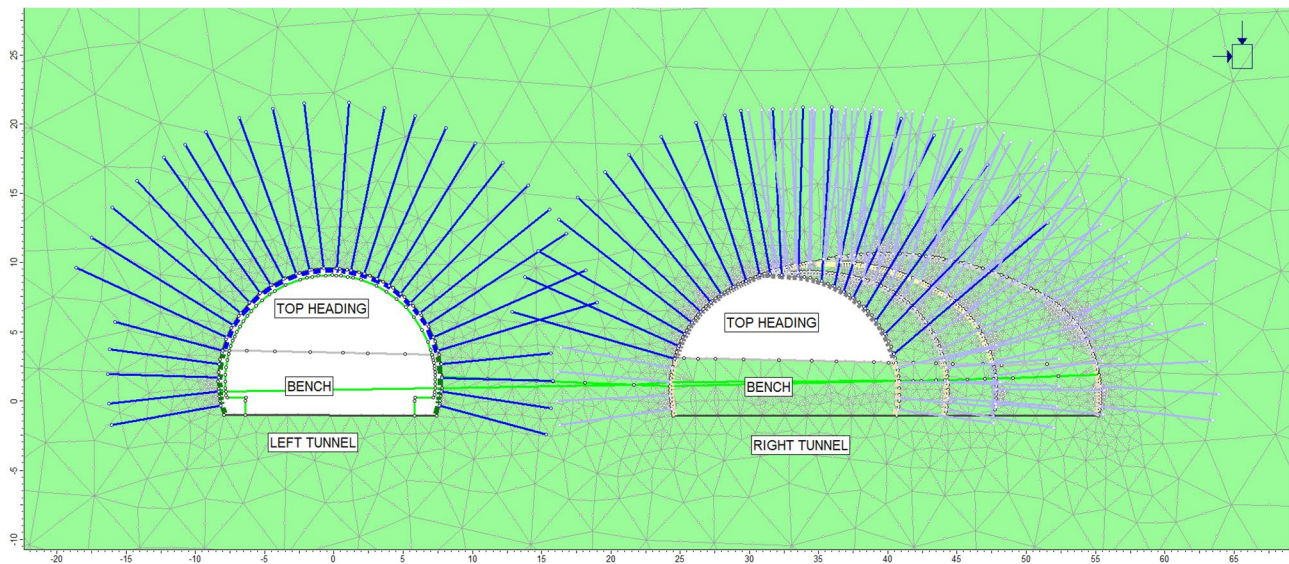 25
20
15
10
5
0
-5
-10
TOP HEADING
TOP HEADING
BENCH
BENCH
LEFT TUNNEL
RIGHT TUNNEL
-20 -15 -10 -5 0 5 10 15 20 25 30 35 40 45 50 55 60 65